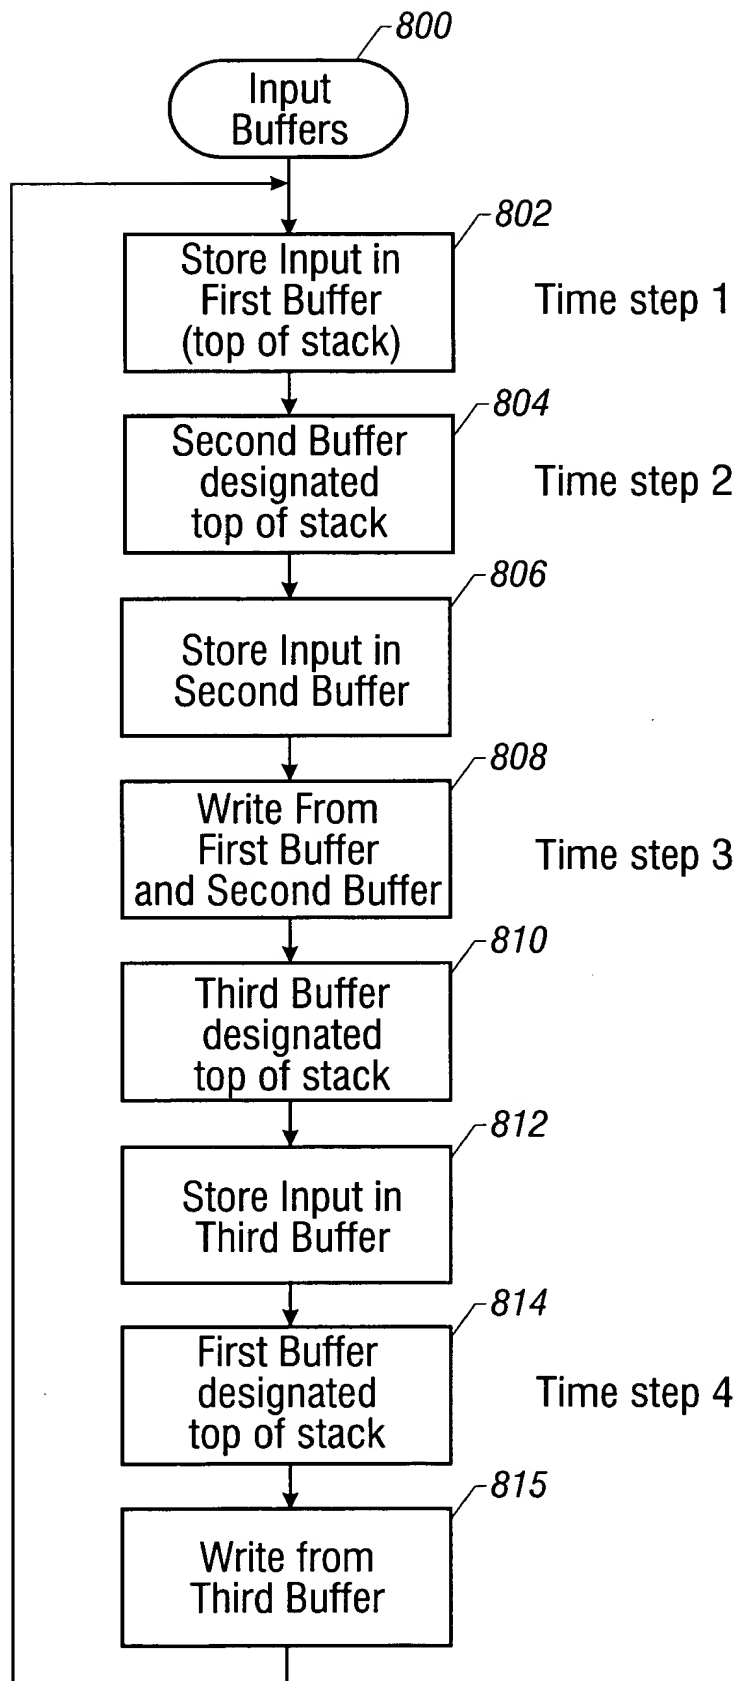 800
Input
Buffers
802
Store Input in
First Buffer
(top of stack)
Time step 1
804
Second Buffer
designated
top of stack
Time step 2
806
Store Input in
Second Buffer
808
Write From
First Buffer
and Second Buffer
Time step 3
810
Third Buffer
designated
top of stack
812
Store Input in
Third Buffer
814
First Buffer
designated
top of stack
Time step 4
815
Write from
Third Buffer